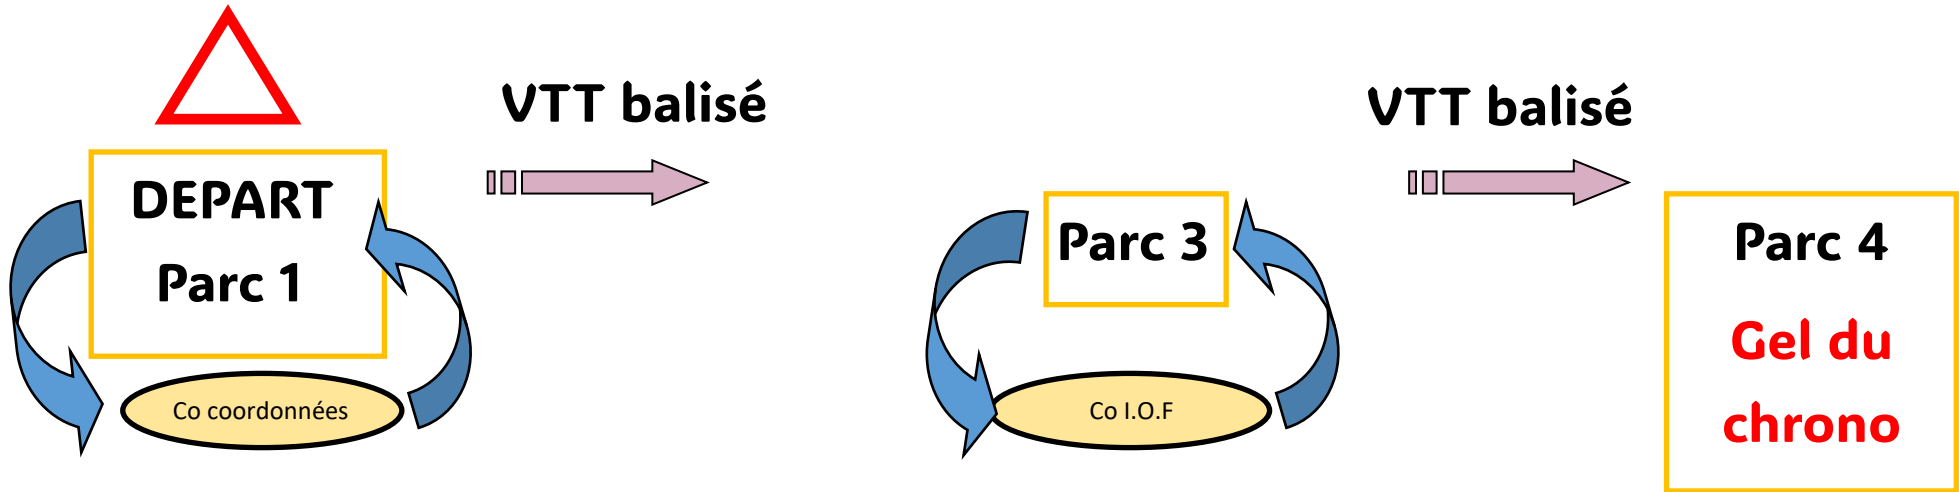 VTT balisé
VTT balisé
DEPART
Parc 1
Co coordonnées
Parc 3
Co I.O.F
Parc 4
Gel du
chrono